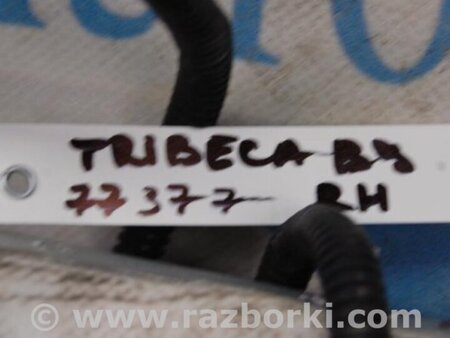 TRIBECA B9
77377 RH
© www.razborki.com